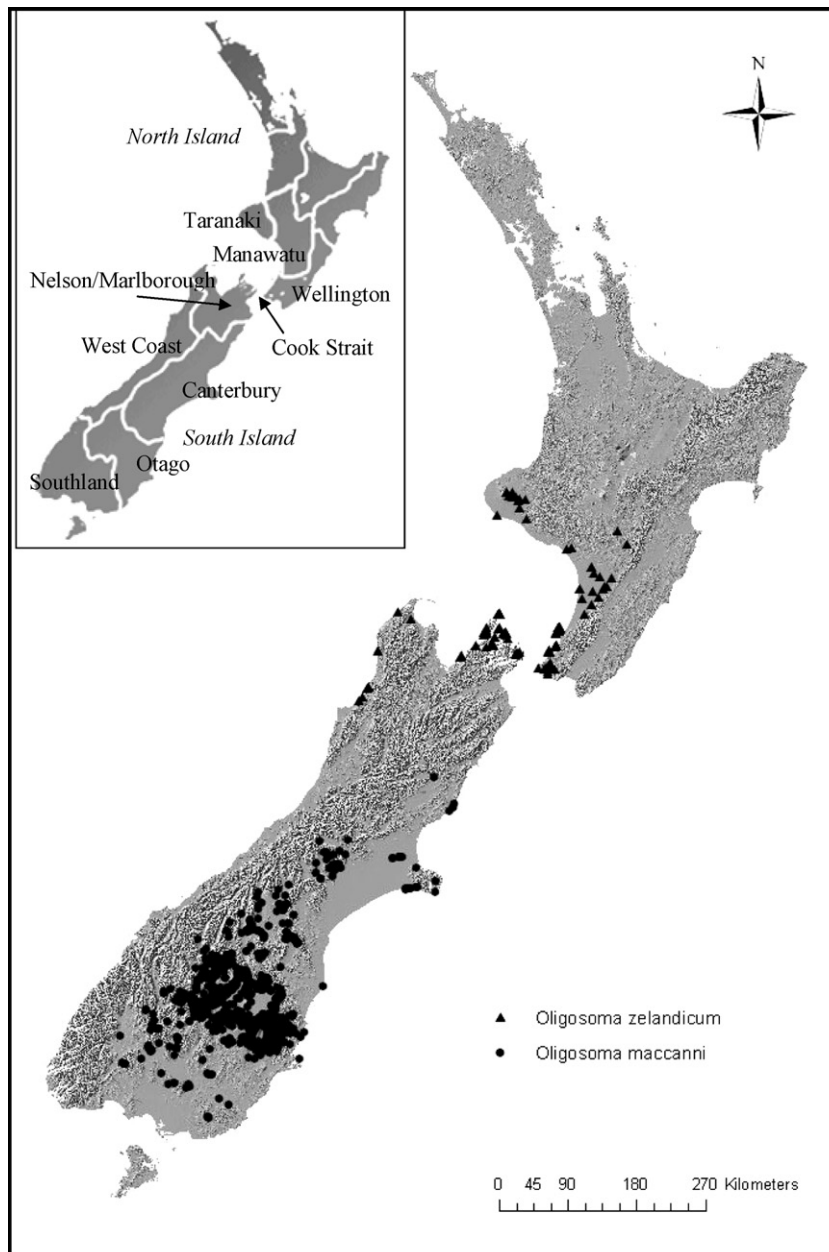 N
North Island
Taranaki
Manawatu
Nelson/Marlborough
Wellington
West Coast
Cook Strait
Canterbury
South Island
Otago
Southland
Oligosoma zelandicum
Oligosoma maccanni
0 45 90 180 270 Kilometers